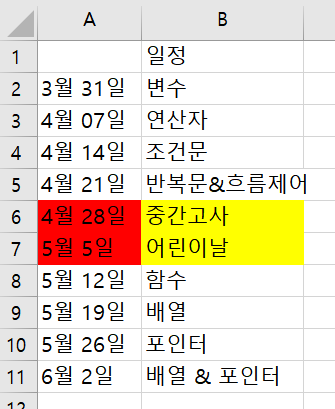 A B
1 일정
2 3월 31일 변수
3 4월 07일 연산자
4 4월 14일 조건문
5 4월 21일 반복문&흐름제어
6 4월 28일 중간고사
7 5월 5일 어린이날
8 5월 12일 함수
9 5월 19일 배열
10 5월 26일 포인터
11 6월 2일 배열 & 포인터